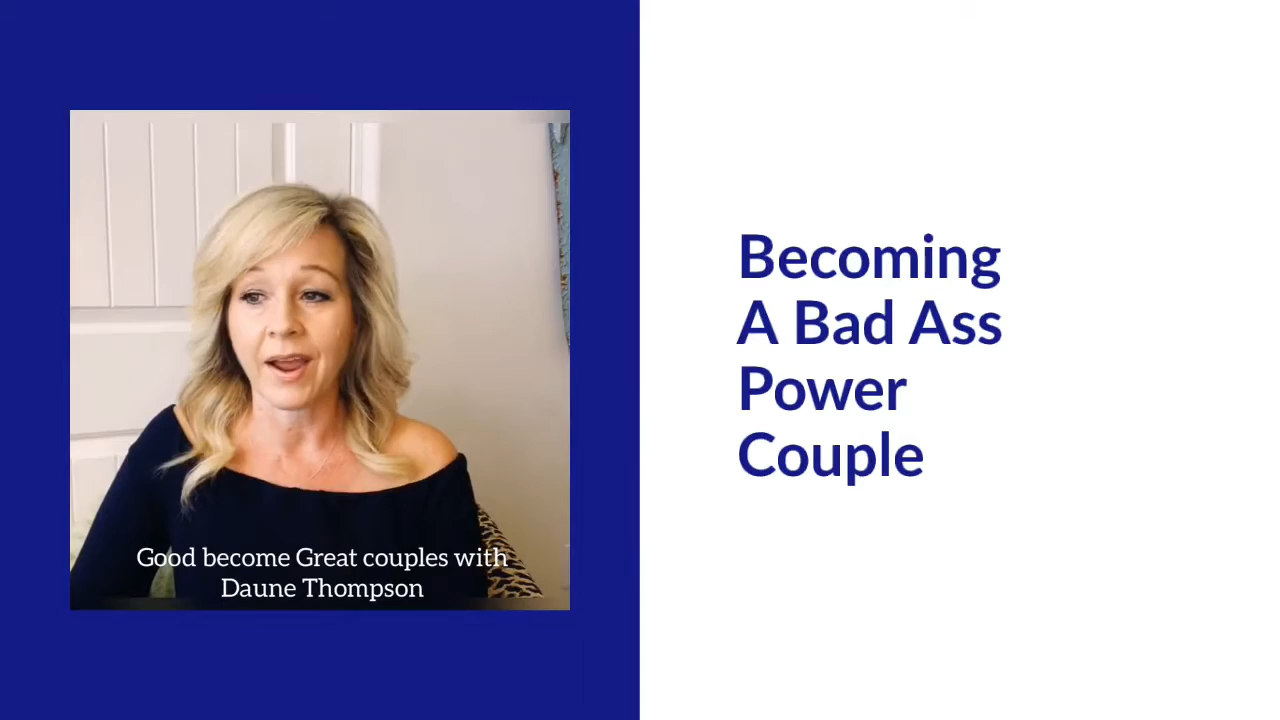 Good become Great couples with
Daune Thompson
Becoming
A Bad Ass
Power
Couple